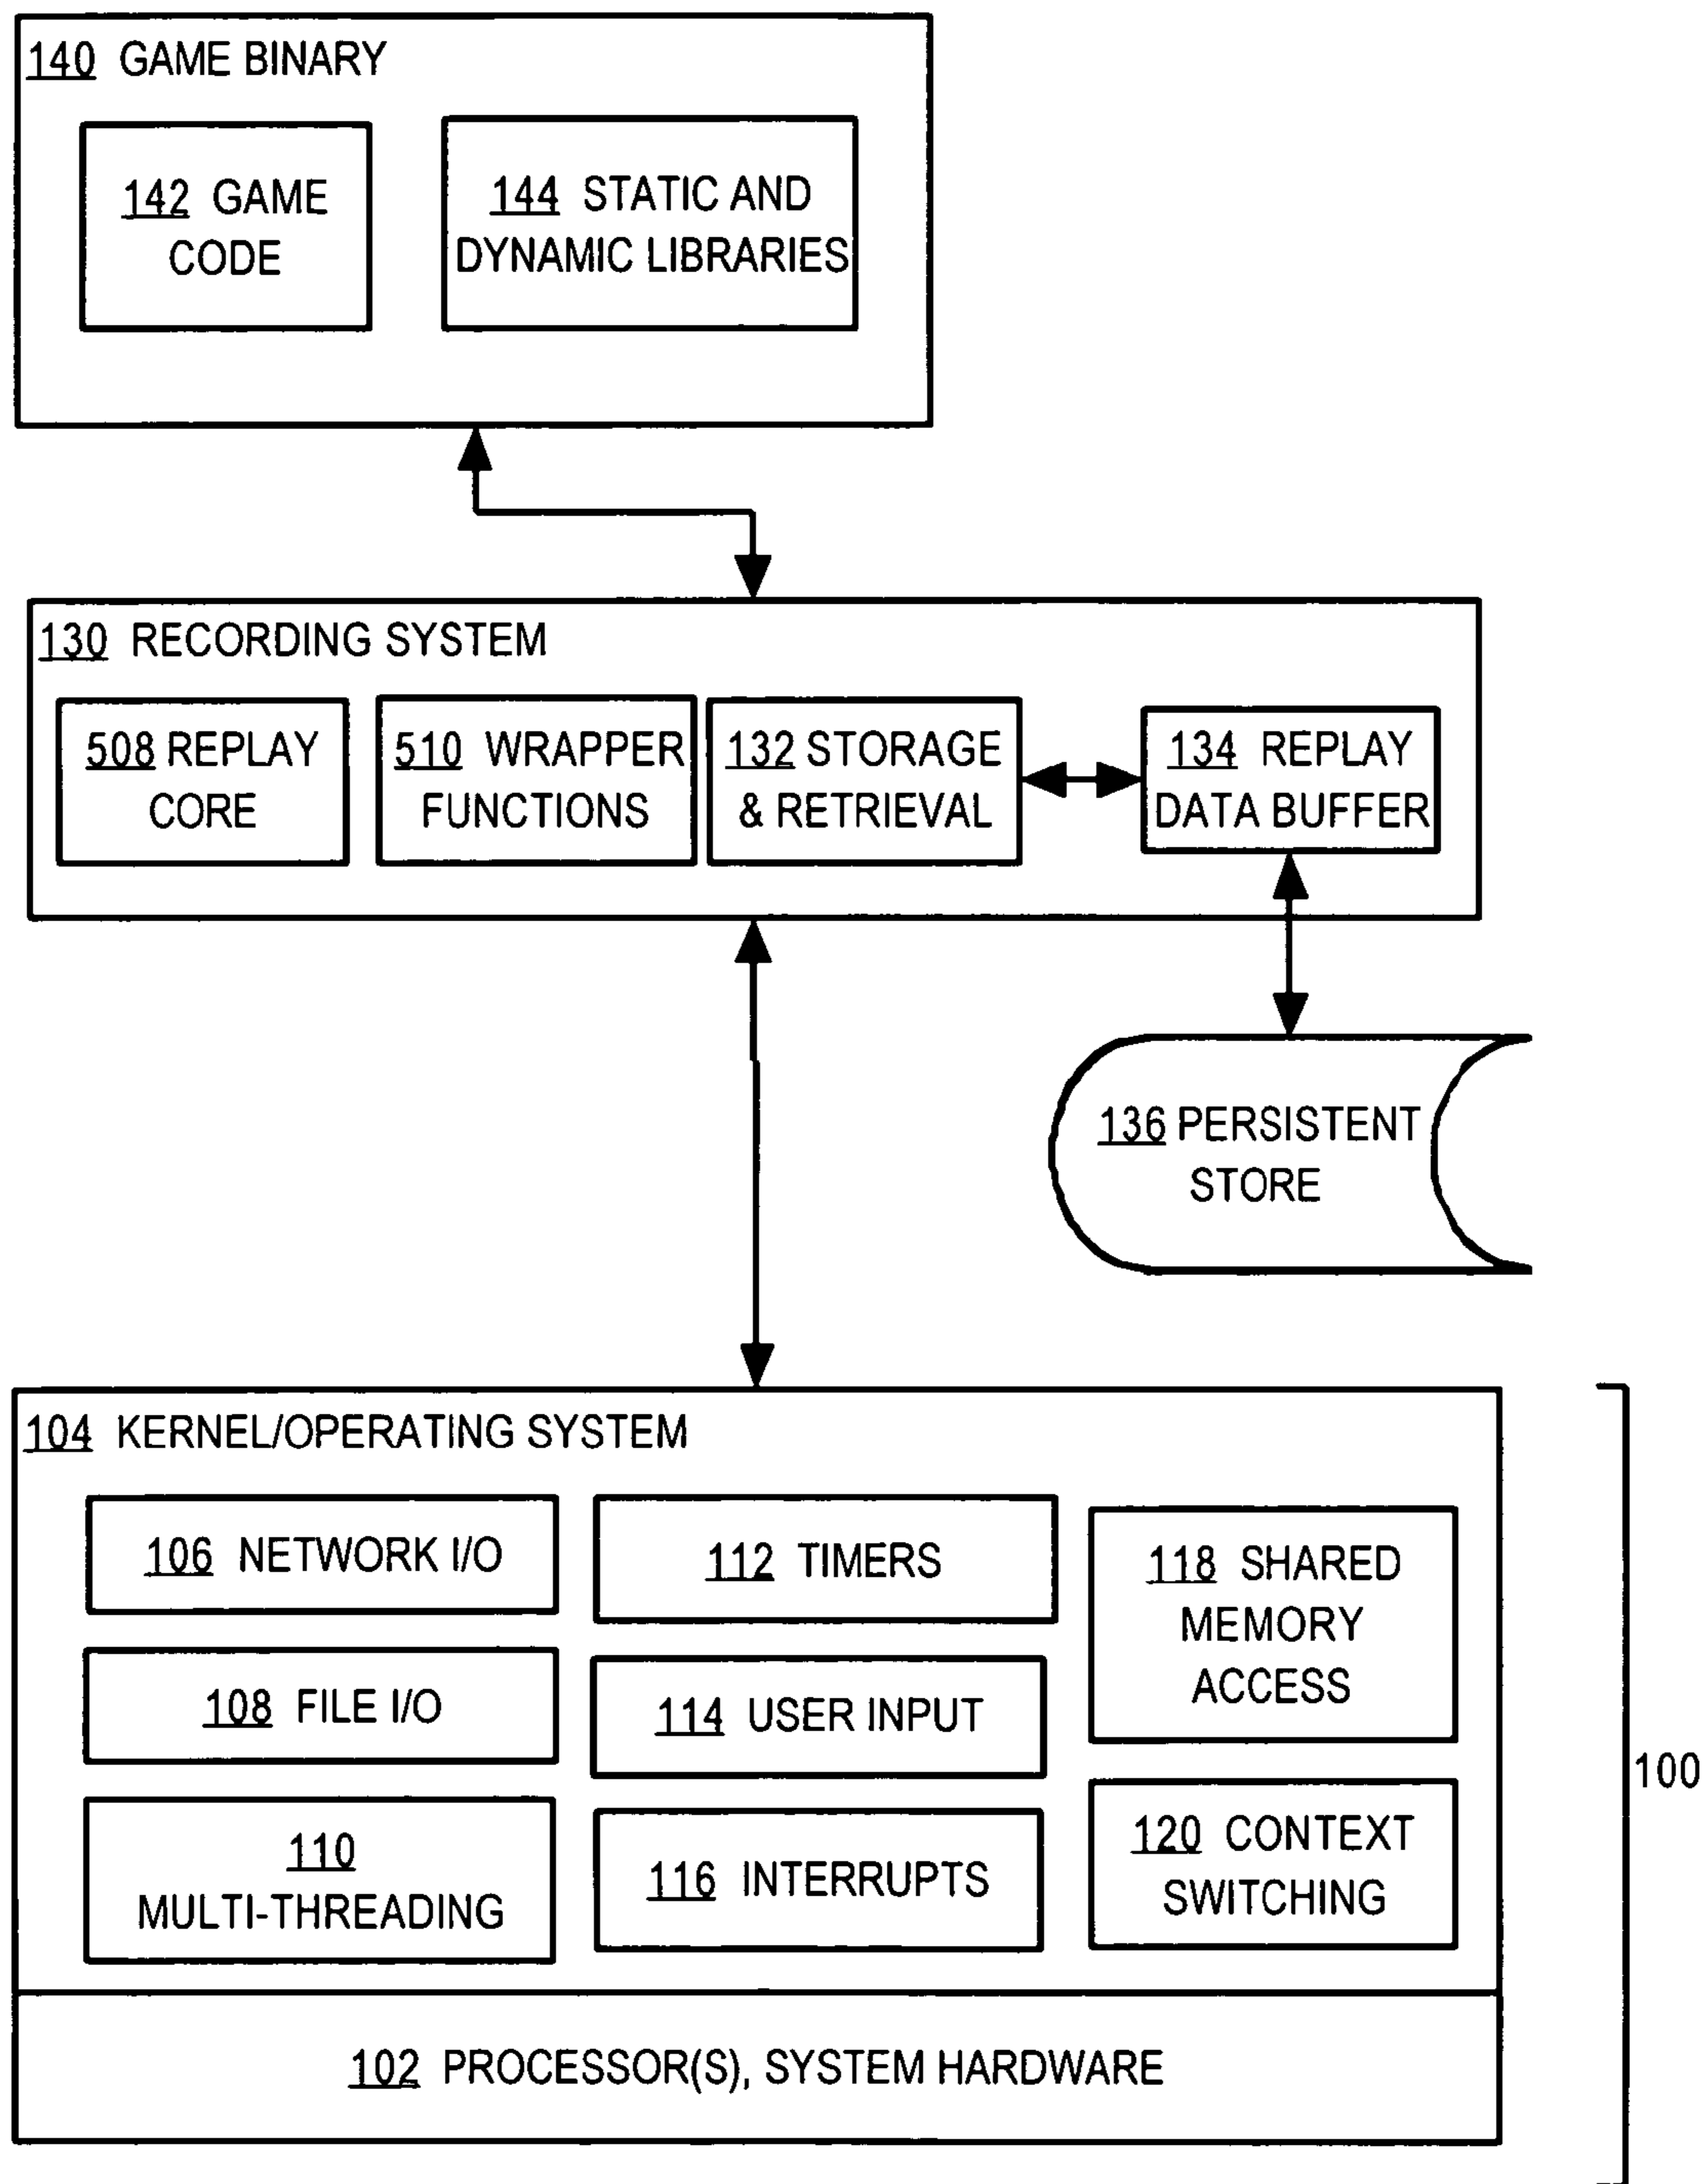 140 GAME BINARY
142 GAME
CODE
144 STATIC AND
DYNAMIC LIBRARIES
130 RECORDING SYSTEM
508 REPLAY
CORE
510 WRAPPER
FUNCTIONS
132 STORAGE
& RETRIEVAL
134 REPLAY
DATA BUFFER
136 PERSISTENT
STORE
104 KERNEL/OPERATING SYSTEM
106 NETWORK I/O
112 TIMERS
118 SHARED
MEMORY
ACCESS
108 FILE I/O
114 USER INPUT
110
MULTI-THREADING
116 INTERRUPTS
120 CONTEXT
SWITCHING
100
102 PROCESSOR(S), SYSTEM HARDWARE